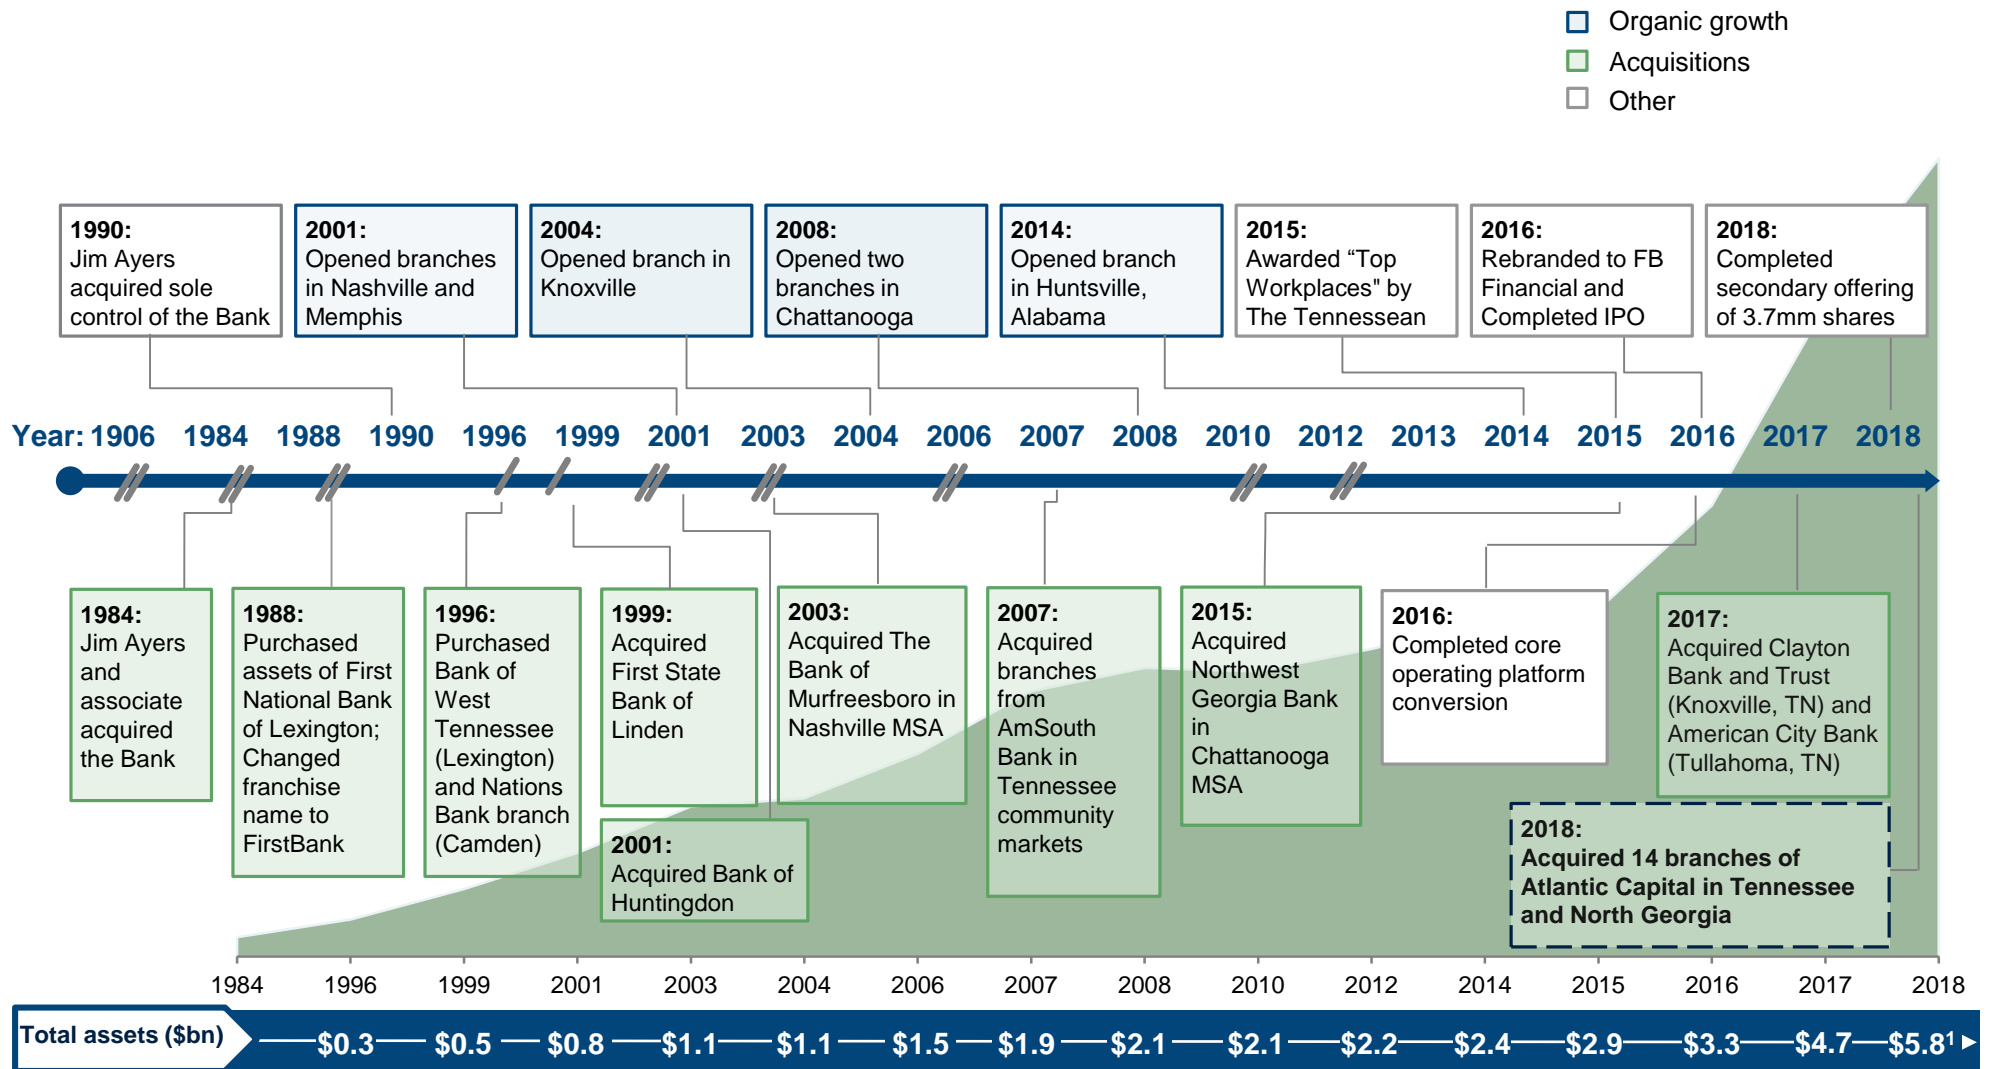 Organic growth
Acquisitions
Other
1990:
Jim Ayers
acquired sole
control of the Bank
2001:
Opened branches
in Nashville and
Memphis
2004:
Opened branch in
Knoxville
2008:
Opened two
branches in
Chattanooga
2014:
Opened branch
in Huntsville,
Alabama
2015:
Awarded “Top
Workplaces" by
The Tennessean
2016:
Rebranded to FB
Financial and
Completed IPO
2018:
Completed
secondary offering
of 3.7mm shares
Year: 1906 1984 1988 1990 1996 1999 2001 2003 2004 2006 2007 2008 2010 2012 2013 2014 2015 2016 2017 2018
1984:
Jim Ayers
and
associate
acquired
the Bank
1988:
Purchased
assets of First
National Bank
of Lexington;
Changed
franchise
name to
FirstBank
1996:
Purchased
Bank of
West
Tennessee
(Lexington)
and Nations
Bank branch
(Camden)
1999:
Acquired
First State
Bank of
Linden
2001:
Acquired Bank of
Huntingdon
2003:
Acquired The
Bank of
Murfreesboro in
Nashville MSA
2007:
Acquired
branches
from
AmSouth
Bank in
Tennessee
community
markets
2015:
Acquired
Northwest
Georgia Bank
in
Chattanooga
MSA
2016:
Completed core
operating platform
conversion
2017:
Acquired Clayton
Bank and Trust
(Knoxville, TN) and
American City Bank
(Tullahoma, TN)
2018:
Acquired 14 branches of
Atlantic Capital in Tennessee
and North Georgia
1984 1996 1999 2001 2003 2004 2006 2007 2008 2010 2012 2014 2015 2016 2017 2018
Total assets ($bn) $0.3 $0.5 $0.8 $1.1 $1.1 $1.5 $1.9 $2.1 $2.1 $2.2 $2.4 $2.9 $3.3 $4.7 $5.8¹